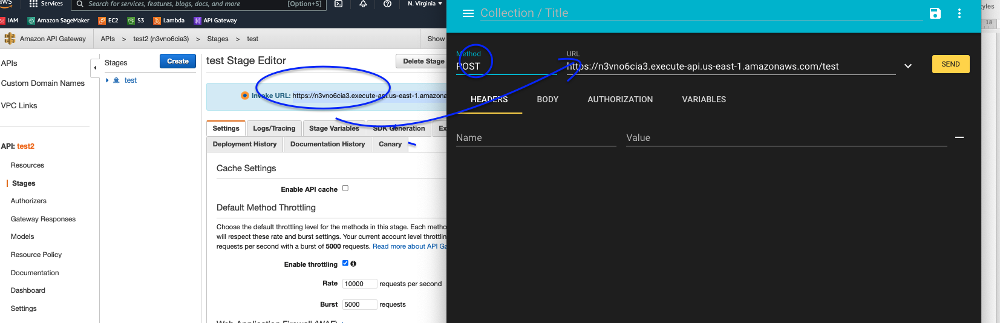 aws
Services
Search for services, features, blogs, docs, and more
[Option+S]
N. Virginia
IAM
Amazon SageMaker
EC2
S3
Lambda
API Gateway
Amazon API Gateway
APIs > test2 (n3vno6cia3) > Stages > test
Show
APIs
Custom Domain Names
VPC Links
API: test2
Resources
Stages
Authorizers
Gateway Responses
Models
Resource Policy
Documentation
Dashboard
Settings
Stages
Create
test
test Stage Editor
Delete Stage
Invoke URL: https://n3vno6cia3.execute-api.us-east-1.amazona
Settings
Logs/Tracing
Stage Variables
SDK Generation
Ex
Deployment History
Documentation History
Canary
Cache Settings
Enable API cache
Default Method Throttling
Choose the default throttling level for the methods in this stage. Each metho
will respect these rate and burst settings. Your current account level throttlin
requests per second with a burst of 5000 requests. Read more about API Ga
Enable throttling
Rate 10000 requests per second
Burst 5000 requests
Web Application Firewall (WAF)
Collection / Title
Method
POST
URL
https://n3vno6cia3.execute-api.us-east-1.amazonaws.com/test
SEND
HEADERS
BODY
AUTHORIZATION
VARIABLES
Name
Value
yles
18